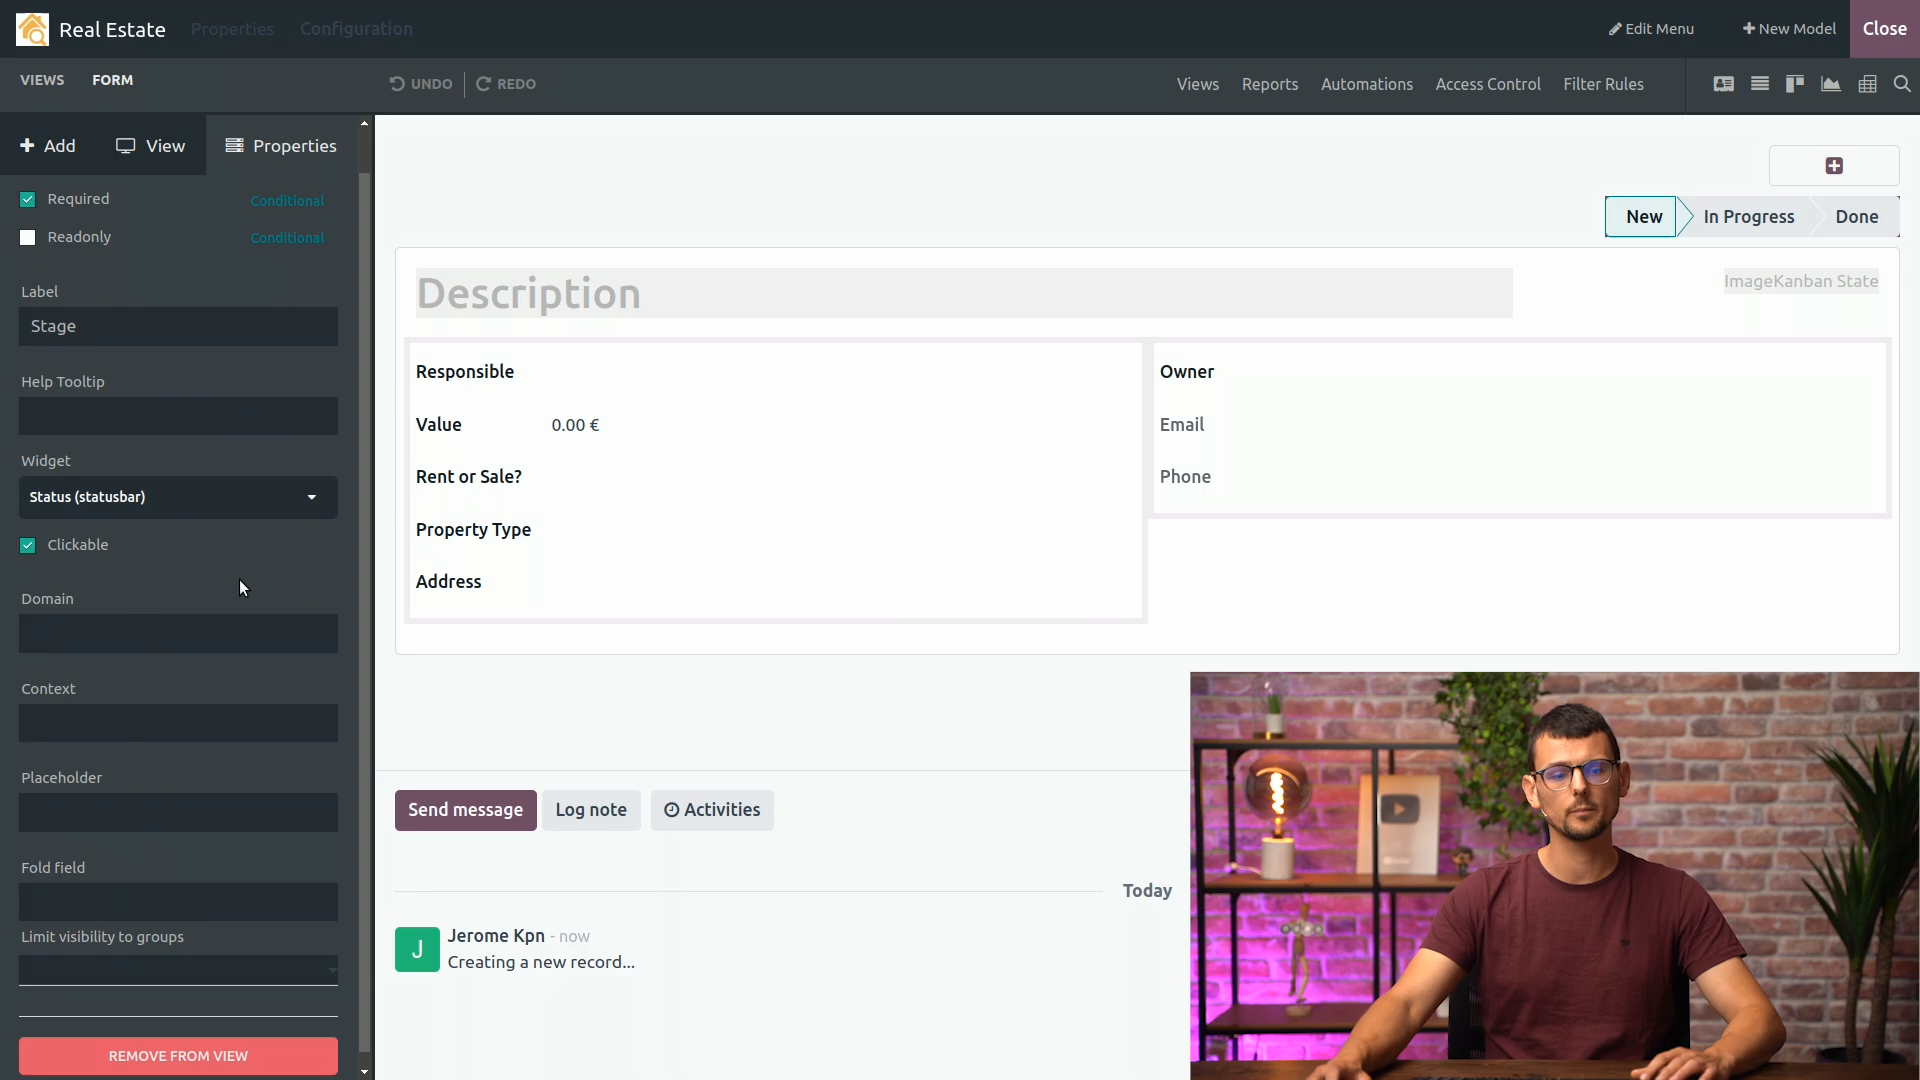 Real Estate Properties Configuration Edit Menu New Model Close
VIEWS FORM UNDO REDO Views Reports Automations Access Control Filter Rules
Add View Properties
Required Conditional
Readonly Conditional
Label
Stage
Help Tooltip
Widget
Status (statusbar)
Clickable
Domain
Context
Placeholder
Fold field
Limit visibility to groups
REMOVE FROM VIEW
New In Progress Done
Description ImageKanban State
Responsible
Value 0.00 €
Rent or Sale?
Property Type
Address
Owner
Email
Phone
Send message Log note Activities
Today
J
Jerome Kpn - now
Creating a new record...